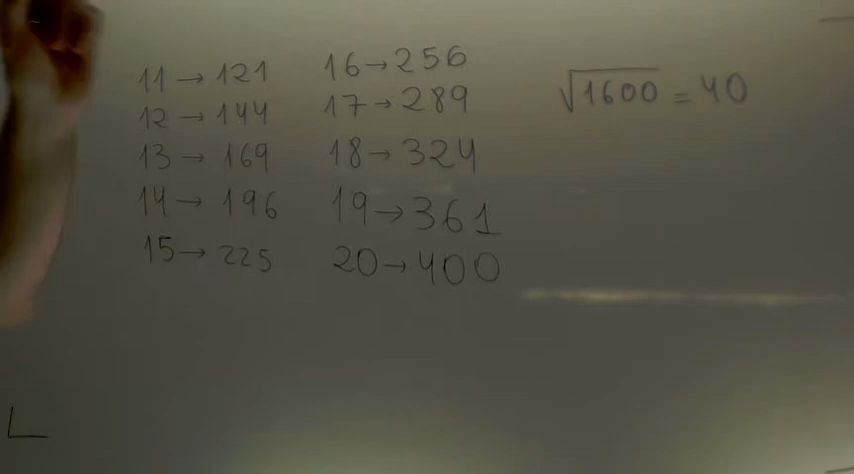 11 → 121
12 → 144
13 → 169
14 → 196
15 → 225
16 → 256
17 → 289
18 → 324
19 → 361
20 → 400
√1600 = 40